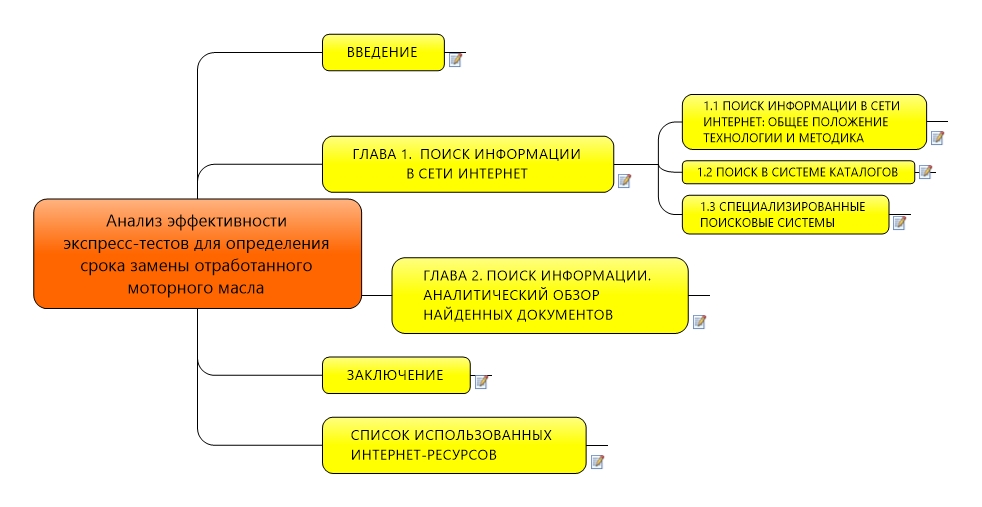 ВВЕДЕНИЕ
ГЛАВА 1. ПОИСК ИНФОРМАЦИИ
В СЕТИ ИНТЕРНЕТ
1.1 ПОИСК ИНФОРМАЦИИ В СЕТИ
ИНТЕРНЕТ: ОБЩЕЕ ПОЛОЖЕНИЕ
ТЕХНОЛОГИИ И МЕТОДИКА
1.2 ПОИСК В СИСТЕМЕ КАТАЛОГОВ
1.3 СПЕЦИАЛИЗИРОВАННЫЕ
ПОИСКОВЫЕ СИСТЕМЫ
Анализ эффективности
экспресс-тестов для определения
срока замены отработанного
моторного масла
ГЛАВА 2. ПОИСК ИНФОРМАЦИИ.
АНАЛИТИЧЕСКИЙ ОБЗОР
НАЙДЕННЫХ ДОКУМЕНТОВ
ЗАКЛЮЧЕНИЕ
СПИСОК ИСПОЛЬЗОВАННЫХ
ИНТЕРНЕТ-РЕСУРСОВ